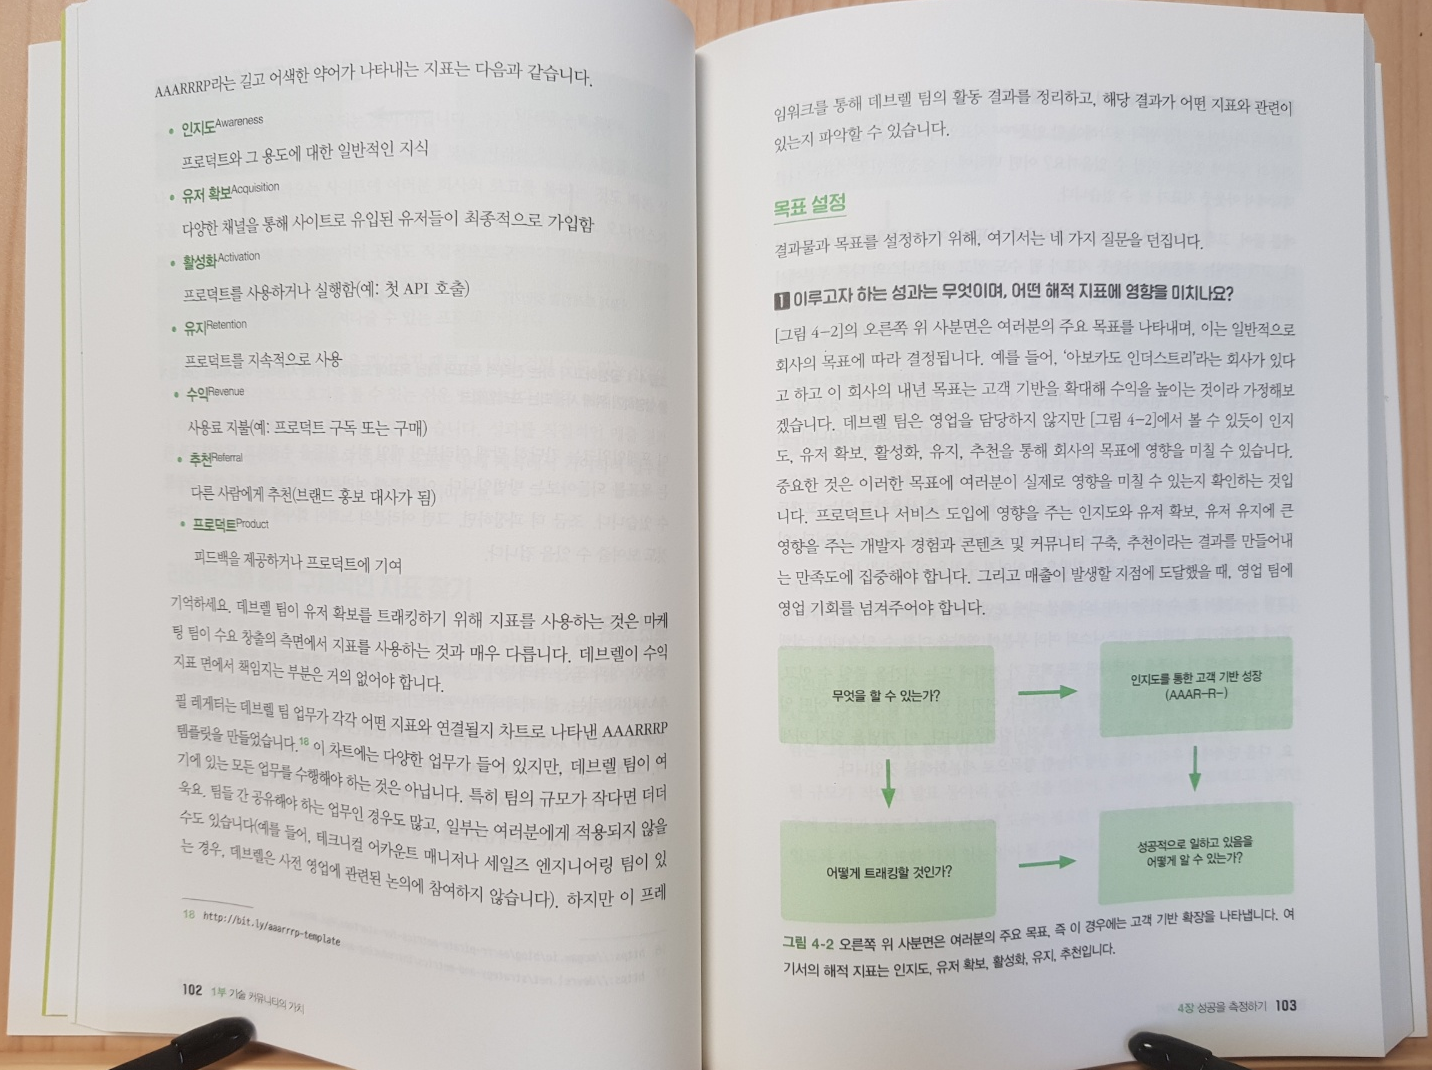 AAARRRP라는 길고 어색한 약어가 나타내는 지표는 다음과 같습니다.
• 인지도Awareness
프로덕트와 그 용도에 대한 일반적인 지식
• 유저 확보Acquisition
다양한 채널을 통해 사이트로 유입된 유저들이 최종적으로 가입함
• 활성화Activation
프로덕트를 사용하거나 실행함(예: 첫 API 호출)
• 유지Retention
프로덕트를 지속적으로 사용
• 수익Revenue
사용료 지불(예: 프로덕트 구독 또는 구매)
• 추천Referral
다른 사람에게 추천(브랜드 홍보 대사가 됨)
• 프로덕트Product
피드백을 제공하거나 프로덕트에 기여
기억하세요. 데브렐 팀이 유저 확보를 트래킹하기 위해 지표를 사용하는 것은 마케
팅 팀이 수요 창출의 측면에서 지표를 사용하는 것과 매우 다릅니다. 데브렐이 수익
지표 면에서 책임지는 부분은 거의 없어야 합니다.
필 레게터는 데브렐 팀 업무가 각각 어떤 지표와 연결될지 차트로 나타낸 AAARRRP
템플릿을 만들었습니다.18 이 차트에는 다양한 업무가 들어 있지만, 데브렐 팀이 여
기에 있는 모든 업무를 수행해야 하는 것은 아닙니다. 특히 팀의 규모가 작다면 더더
욱요. 팀들 간 공유해야 하는 업무인 경우도 많고, 일부는 여러분에게 적용되지 않을
수도 있습니다(예를 들어, 테크니컬 어카운트 매니저나 세일즈 엔지니어링 팀이 있
는 경우, 데브렐은 사전 영업에 관련된 논의에 참여하지 않습니다). 하지만 이 프레
18 http://bit.ly/aaarrrp-template
102 1부 기술 커뮤니티의 가치
임워크를 통해 데브렐 팀의 활동 결과를 정리하고, 해당 결과가 어떤 지표와 관련이
있는지 파악할 수 있습니다.
목표 설정
결과물과 목표를 설정하기 위해, 여기서는 네 가지 질문을 던집니다.
1 이루고자 하는 성과는 무엇이며, 어떤 해적 지표에 영향을 미치나요?
[그림 4-2]의 오른쪽 위 사분면은 여러분의 주요 목표를 나타내며, 이는 일반적으로
회사의 목표에 따라 결정됩니다. 예를 들어, '아보카도 인더스트리'라는 회사가 있다
고 하고 이 회사의 내년 목표는 고객 기반을 확대해 수익을 높이는 것이라 가정해보
겠습니다. 데브렐 팀은 영업을 담당하지 않지만 [그림 4-2]에서 볼 수 있듯이 인지
도, 유저 확보, 활성화, 유지, 추천을 통해 회사의 목표에 영향을 미칠 수 있습니다.
중요한 것은 이러한 목표에 여러분이 실제로 영향을 미칠 수 있는지 확인하는 것입
니다. 프로덕트나 서비스 도입에 영향을 주는 인지도와 유저 확보, 유저 유지에 큰
영향을 주는 개발자 경험과 콘텐츠 및 커뮤니티 구축, 추천이라는 결과를 만들어내
는 만족도에 집중해야 합니다. 그리고 매출이 발생할 지점에 도달했을 때, 영업 팀에
영업 기회를 넘겨주어야 합니다.
무엇을 할 수 있는가?
인지도를 통한 고객 기반 성장
(AAAR-R-)
어떻게 트래킹할 것인가?
성공적으로 일하고 있음을
어떻게 알 수 있는가?
그림 4-2 오른쪽 위 사분면은 여러분의 주요 목표, 즉 이 경우에는 고객 기반 확장을 나타냅니다. 여
기서의 해적 지표는 인지도, 유저 확보, 활성화, 유지, 추천입니다.
4장 성공을 측정하기 103